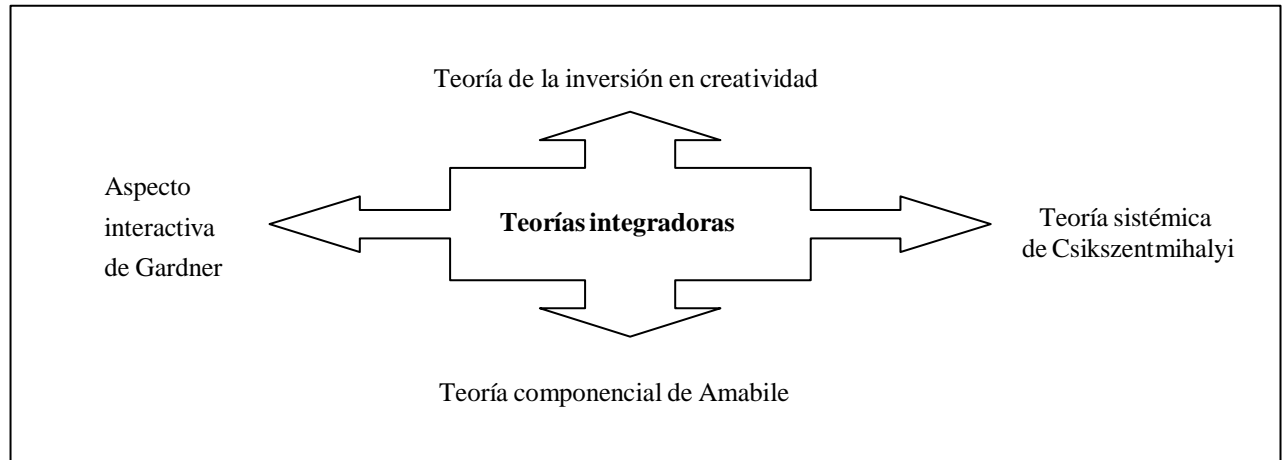 Teoría de la inversión en creatividad
Aspecto
interactiva
de Gardner
Teorías integradoras
Teoría sistémica
de Csikszentmihalyi
Teoría componencial de Amabile